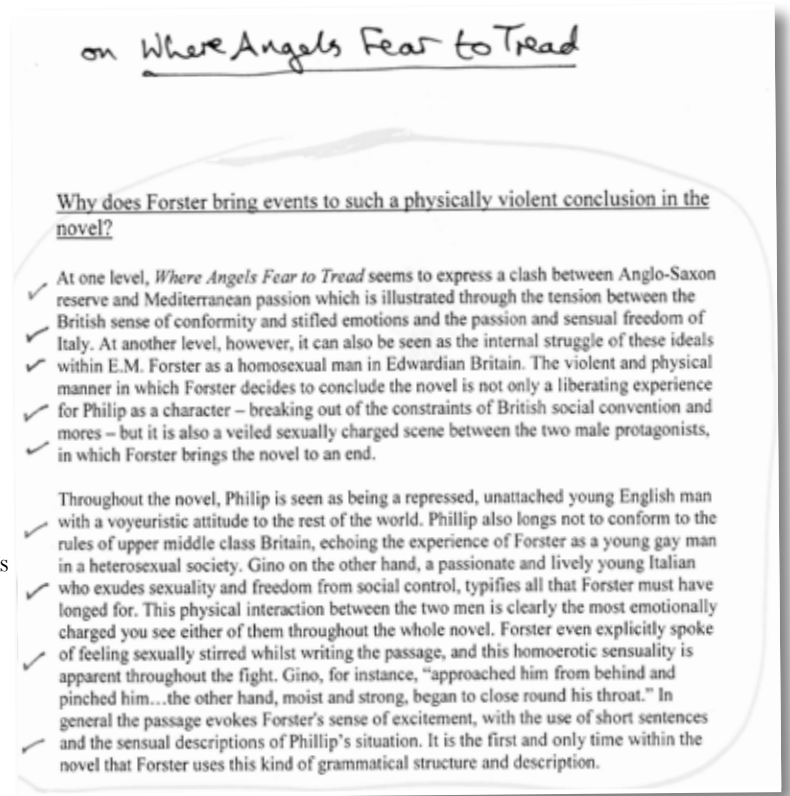 on Where Angels Fear to Tread
Why does Forster bring events to such a physically violent conclusion in the
novel?
At one level, Where Angels Fear to Tread seems to express a clash between Anglo-Saxon
reserve and Mediterranean passion which is illustrated through the tension between the
British sense of conformity and stifled emotions and the passion and sensual freedom of
Italy. At another level, however, it can also be seen as the internal struggle of these ideals
within E.M. Forster as a homosexual man in Edwardian Britain. The violent and physical
manner in which Forster decides to conclude the novel is not only a liberating experience
for Philip as a character – breaking out of the constraints of British social convention and
mores – but it is also a veiled sexually charged scene between the two male protagonists,
in which Forster brings the novel to an end.
Throughout the novel, Philip is seen as being a repressed, unattached young English man
with a voyeuristic attitude to the rest of the world. Phillip also longs not to conform to the
rules of upper middle class Britain, echoing the experience of Forster as a young gay man
s
in a heterosexual society. Gino on the other hand, a passionate and lively young Italian
who exudes sexuality and freedom from social control, typifies all that Forster must have
longed for. This physical interaction between the two men is clearly the most emotionally
charged you see either of them throughout the whole novel. Forster even explicitly spoke
of feeling sexually stirred whilst writing the passage, and this homoerotic sensuality is
apparent throughout the fight. Gino, for instance, “approached him from behind and
pinched him…the other hand, moist and strong, began to close round his throat.” In
general the passage evokes Forster's sense of excitement, with the use of short sentences
and the sensual descriptions of Phillip’s situation. It is the first and only time within the
novel that Forster uses this kind of grammatical structure and description.